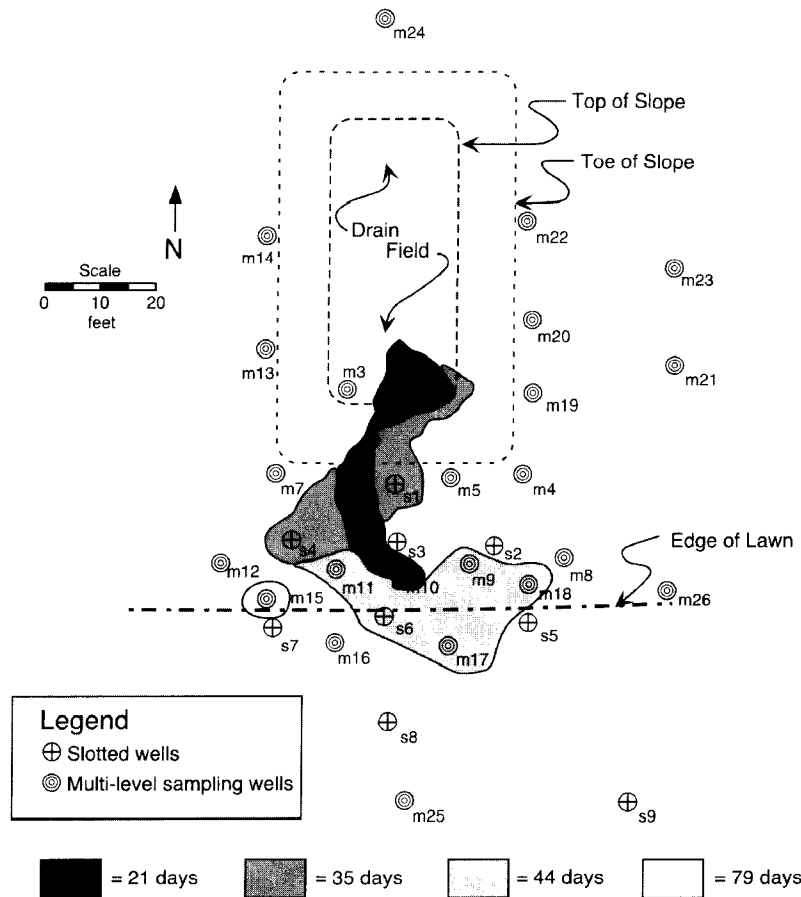 m24
Top of Slope
Toe of Slope
N
Drain
Field
m14
m22
m23
Scale
0 10 20
feet
m20
m13
m3
m21
m19
m7
s1
m5
m4
s4
s3
s2
Edge of Lawn
m12
m11
m10
m9
m8
m18
m15
m26
s6
s5
s7
m16
m17
Legend
Slotted wells
Multi-level sampling wells
s8
m25
s9
= 21 days
= 35 days
= 44 days
= 79 days